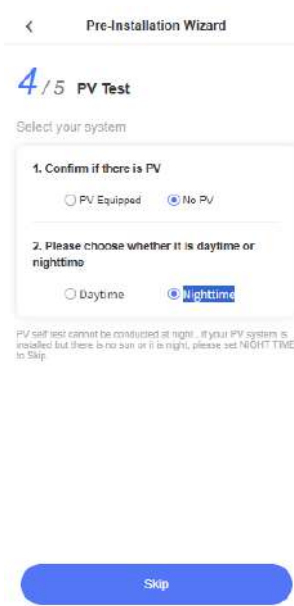 Pre-Installation Wizard
4/5 PV Test
Select your system
1. Confirm if there is PV
PV Equipped No PV
2. Please choose whether it is daytime or
nighttime
Daytime Nighttime
PV self test cannot be conducted at night. If your PV system is
installed but there is no sun or it is night, please set NIGHT TIME
to Skip.
Skip